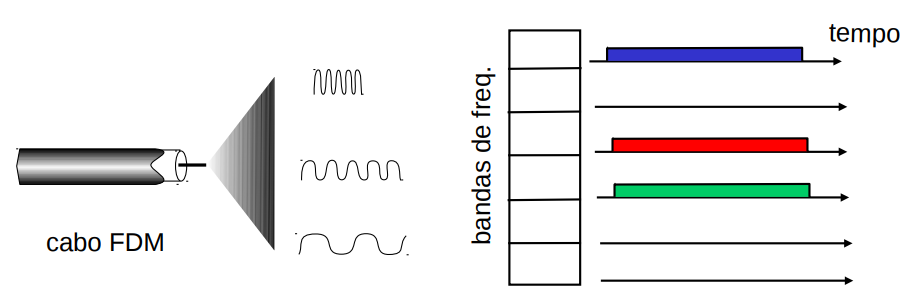 tempo
bandas de freq.
cabo FDM